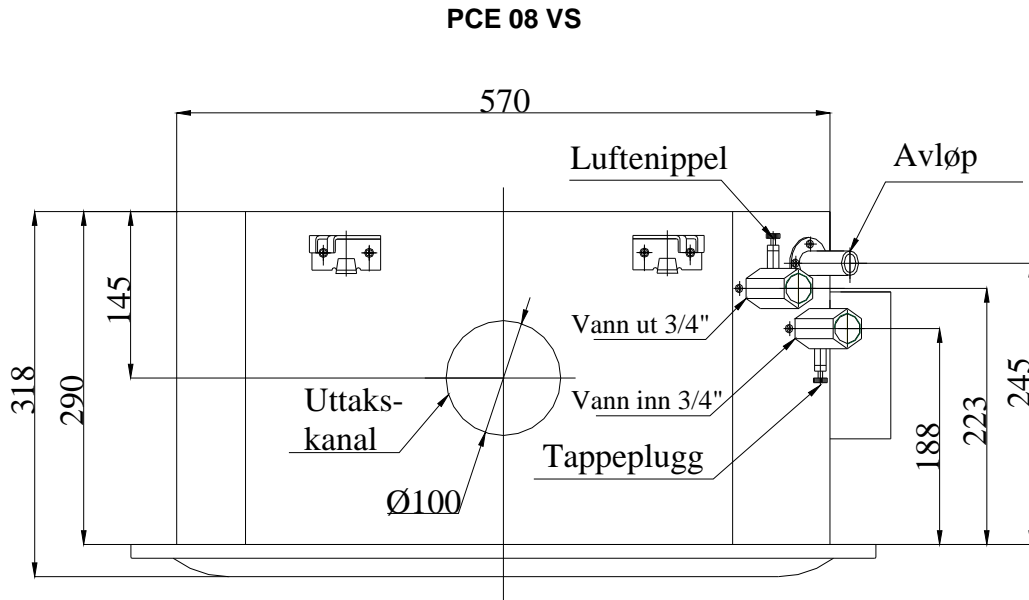 PCE 08 VS
570
Luftenippel
Avløp
145
318
290
Vann ut 3/4"
Vann inn 3/4"
Uttaks-
kanal
Tappeplugg
Ø100
188
223
245